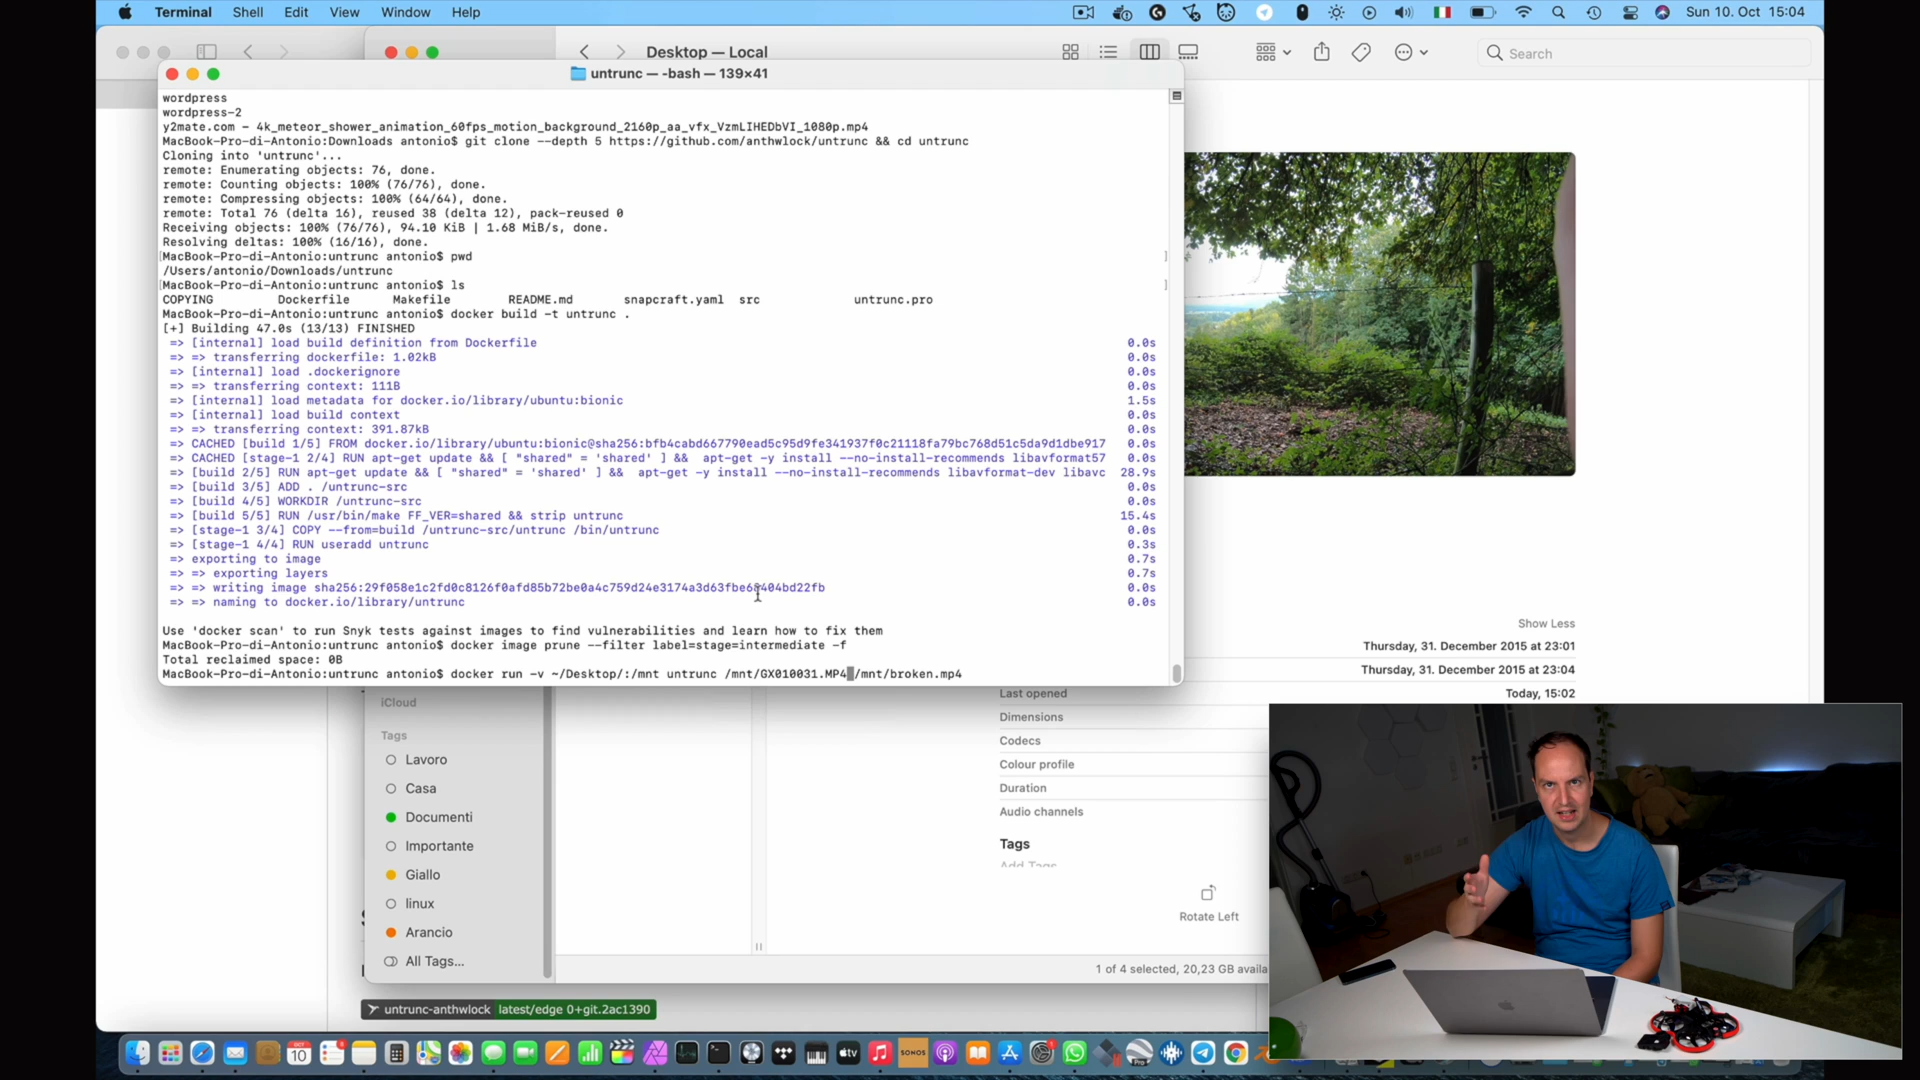 Terminal Shell Edit View Window Help
Sun 10. Oct 15:04
Desktop — Local
Search
untrunc — -bash — 139×41
wordpress
wordpress-2
y2mate.com - 4k_meteor_shower_animation_60fps_motion_background_2160p_aa_vfx_VzmLIHEDbVI_1080p.mp4
MacBook-Pro-di-Antonio:Downloads antonio$ git clone --depth 5 https://github.com/anthwlock/untrunc && cd untrunc
Cloning into 'untrunc'...
remote: Enumerating objects: 76, done.
remote: Counting objects: 100% (76/76), done.
remote: Compressing objects: 100% (64/64), done.
remote: Total 76 (delta 16), reused 38 (delta 12), pack-reused 0
Receiving objects: 100% (76/76), 94.10 KiB | 1.68 MiB/s, done.
Resolving deltas: 100% (16/16), done.
[MacBook-Pro-di-Antonio:untrunc antonio$ pwd ]
/Users/antonio/Downloads/untrunc
[MacBook-Pro-di-Antonio:untrunc antonio$ ls ]
COPYING Dockerfile Makefile README.md snapcraft.yaml src untrunc.pro
MacBook-Pro-di-Antonio:untrunc antonio$ docker build -t untrunc .
[+] Building 47.0s (13/13) FINISHED
=> [internal] load build definition from Dockerfile 0.0s
=> => transferring dockerfile: 1.02kB 0.0s
=> [internal] load .dockerignore 0.0s
=> => transferring context: 111B 0.0s
=> [internal] load metadata for docker.io/library/ubuntu:bionic 1.5s
=> [internal] load build context 0.0s
=> => transferring context: 391.87kB 0.0s
=> CACHED [build 1/5] FROM docker.io/library/ubuntu:bionic@sha256:bfb4cabd667790ead5c95d9fe341937f0c21118fa79bc768d51c5da9d1dbe917 0.0s
=> CACHED [stage-1 2/4] RUN apt-get update && [ "shared" = 'shared' ] && apt-get -y install --no-install-recommends libavformat57 0.0s
=> [build 2/5] RUN apt-get update && [ "shared" = 'shared' ] && apt-get -y install --no-install-recommends libavformat-dev libavc 28.9s
=> [build 3/5] ADD . /untrunc-src 0.0s
=> [build 4/5] WORKDIR /untrunc-src 0.0s
=> [build 5/5] RUN /usr/bin/make FF_VER=shared && strip untrunc 15.4s
=> [stage-1 3/4] COPY --from=build /untrunc-src/untrunc /bin/untrunc 0.0s
=> [stage-1 4/4] RUN useradd untrunc 0.3s
=> exporting to image 0.7s
=> => exporting layers 0.7s
=> => writing image 0.0s
=> => naming to docker.io/library/untrunc 0.0s
Use 'docker scan' to run Snyk tests against images to find vulnerabilities and learn how to fix them
MacBook-Pro-di-Antonio:untrunc antonio$ docker image prune --filter label=stage=intermediate -f
Total reclaimed space: 0B
MacBook-Pro-di-Antonio:untrunc antonio$ docker run -v ~/Desktop/:/mnt untrunc /mnt/GX010031.MP4 /mnt/broken.mp4
Show Less
Thursday, 31. December 2015 at 23:01
Thursday, 31. December 2015 at 23:04
Last opened Today, 15:02
Dimensions
Codecs
Colour profile
Duration
Audio channels
Tags
Add Tags
Rotate Left
1 of 4 selected, 20,23 GB availa
iCloud
Tags
Lavoro
Casa
Documenti
Importante
Giallo
linux
Arancio
All Tags...
untrunc-anthwlock latest/edge 0+git.2ac1390
OCT
10
tv
SONOS
Pro